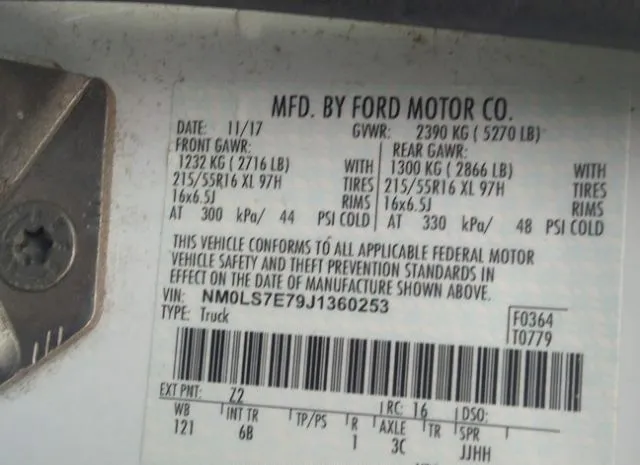 MFD. BY FORD MOTOR CO.
DATE: 11/17 GVWR: 2390 KG ( 5270 LB)
FRONT GAWR: REAR GAWR:
1232 KG ( 2716 LB) WITH 1300 KG ( 2866 LB) WITH
215/55R16 XL 97H TIRES 215/55R16 XL 97H TIRES
16x6.5J RIMS 16x6.5J RIMS
AT 300 kPa/ 44 PSI COLD AT 330 kPa/ 48 PSI COLD
THIS VEHICLE CONFORMS TO ALL APPLICABLE FEDERAL MOTOR
VEHICLE SAFETY AND THEFT PREVENTION STANDARDS IN
EFFECT ON THE DATE OF MANUFACTURE SHOWN ABOVE.
VIN: NM0LS7E79J1360253
TYPE: Truck
F0364
T0779
EXT PNT: Z2 RC: 16 DSO:
WB INT TR TP/PS R AXLE TR SPR
121 6B 1 3C JJHH